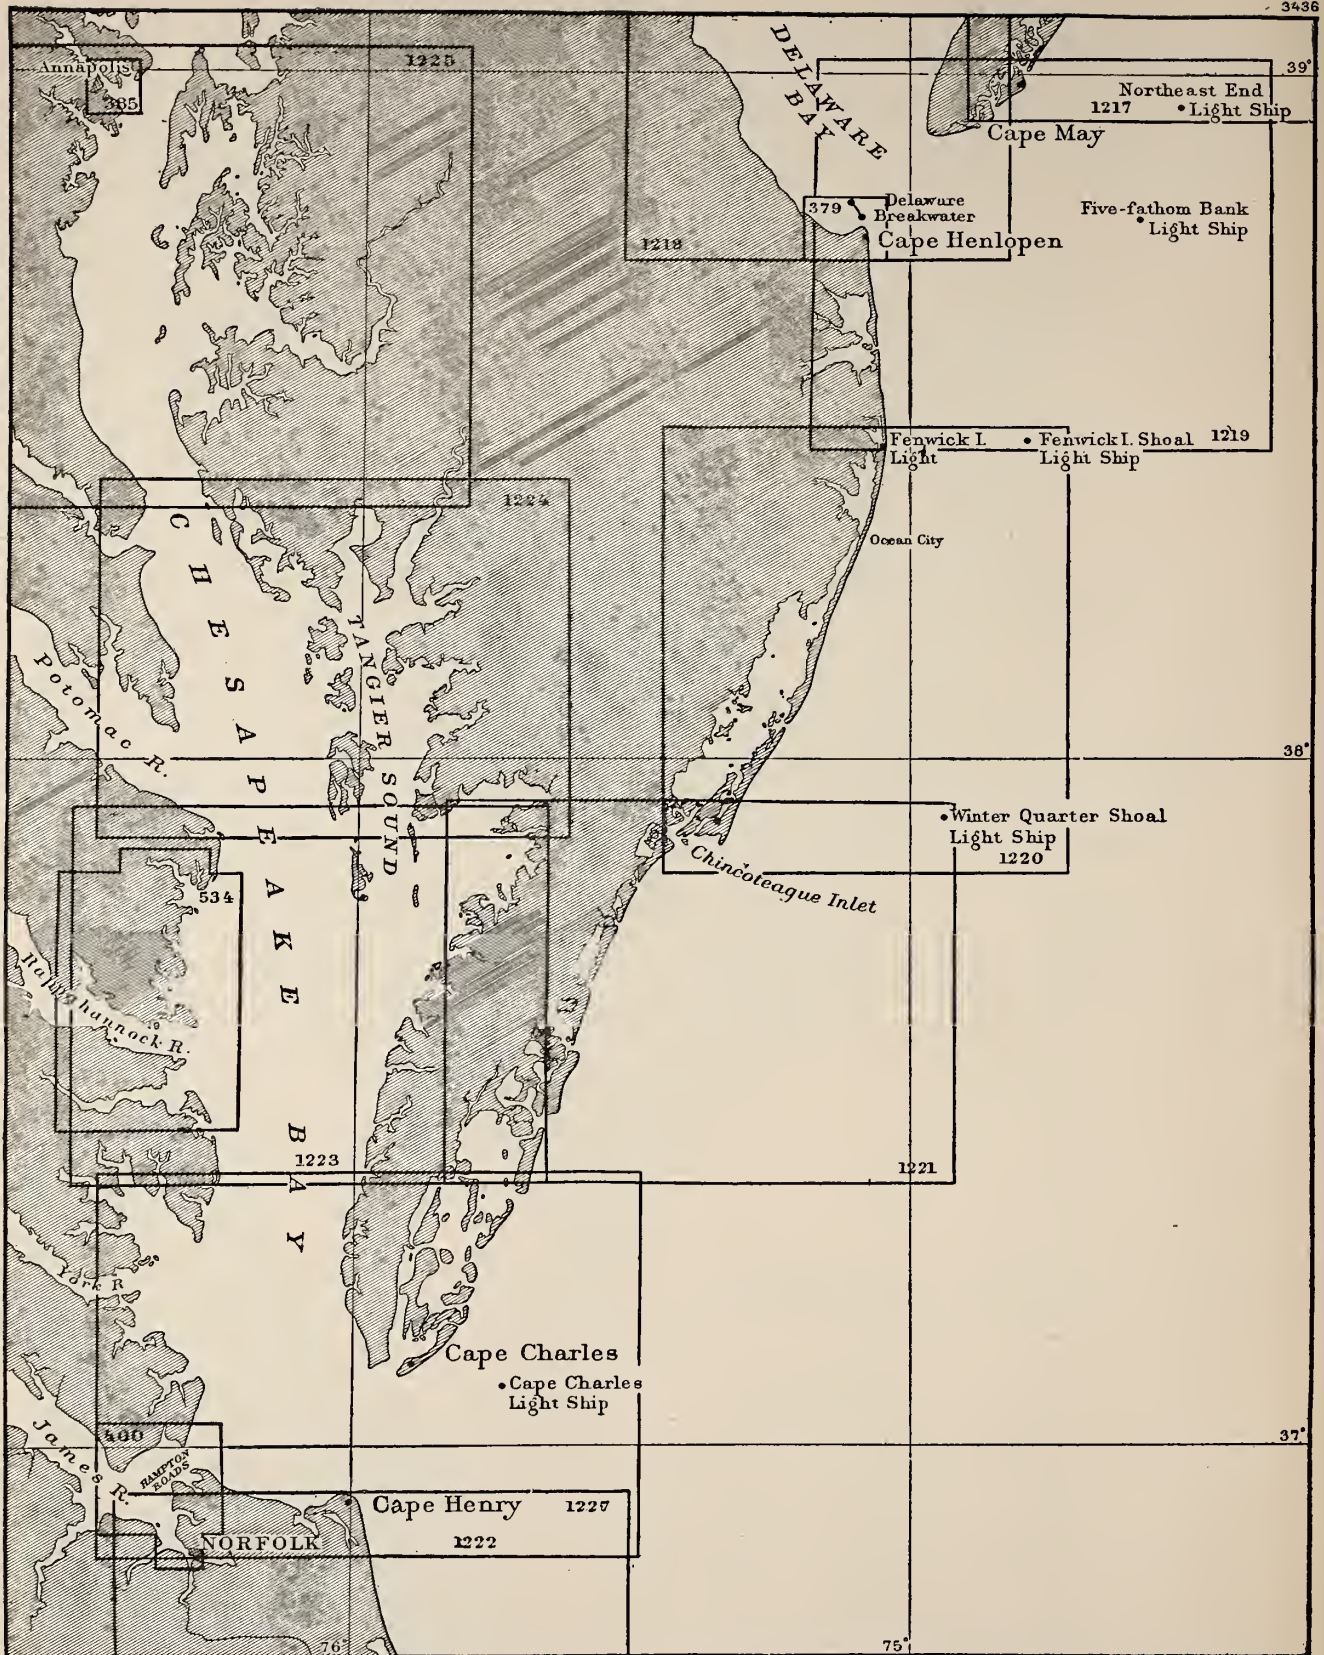 3436
1225
Annapolis
385
DELAWARE
BAY
39°
Northeast End
1217
Light Ship
Cape May
379
Delaware
Breakwater
Five-fathom Bank
Light Ship
1218
Cape Henlopen
Fenwick I.
Light
Fenwick I. Shoal
Light Ship
1219
1224
Ocean City
CHESAPEAKE BAY
TANGIER SOUND
Potomac R.
38°
Winter Quarter Shoal
Light Ship
1220
Chincoteague Inlet
534
Rappahannock R.
1223
1221
York R
Cape Charles
Cape Charles
Light Ship
400
37°
James R.
HAMPTON
ROADS
Cape Henry
1227
NORFOLK
1222
76°
75°